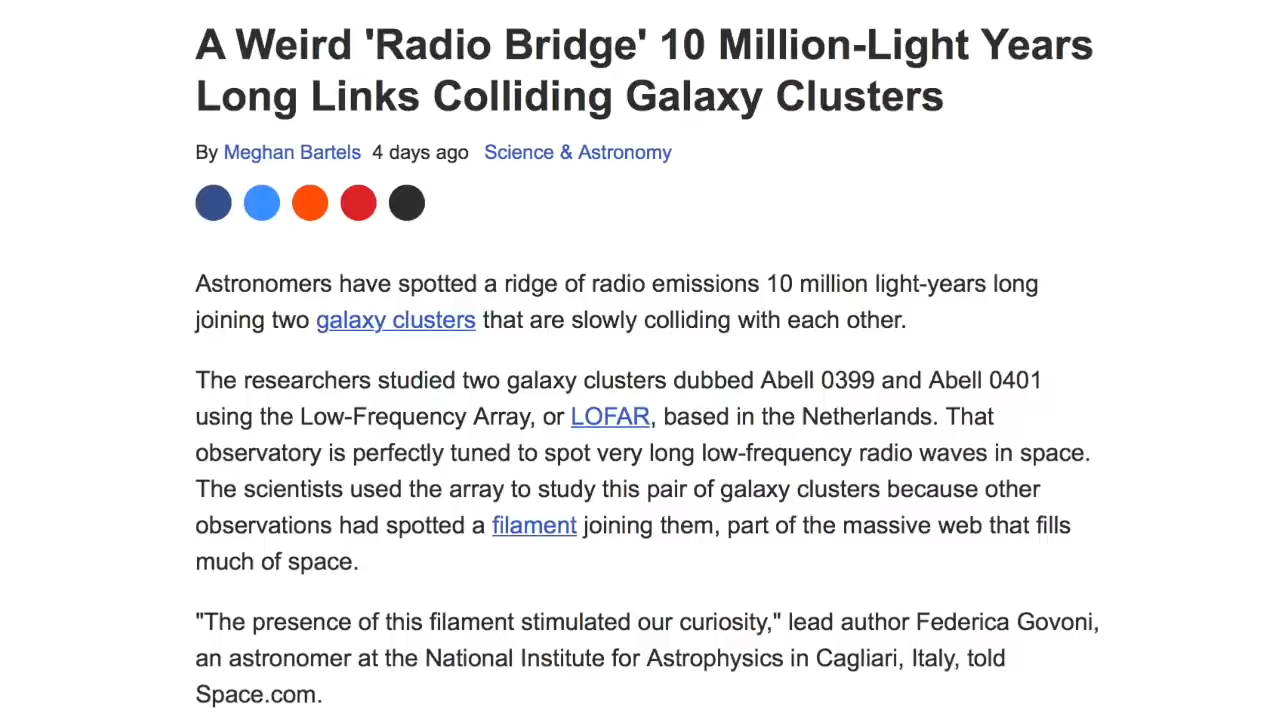 A Weird 'Radio Bridge' 10 Million-Light Years
Long Links Colliding Galaxy Clusters
By Meghan Bartels 4 days ago Science & Astronomy
Astronomers have spotted a ridge of radio emissions 10 million light-years long
joining two galaxy clusters that are slowly colliding with each other.
The researchers studied two galaxy clusters dubbed Abell 0399 and Abell 0401
using the Low-Frequency Array, or LOFAR, based in the Netherlands. That
observatory is perfectly tuned to spot very long low-frequency radio waves in space.
The scientists used the array to study this pair of galaxy clusters because other
observations had spotted a filament joining them, part of the massive web that fills
much of space.
"The presence of this filament stimulated our curiosity," lead author Federica Govoni,
an astronomer at the National Institute for Astrophysics in Cagliari, Italy, told
Space.com.